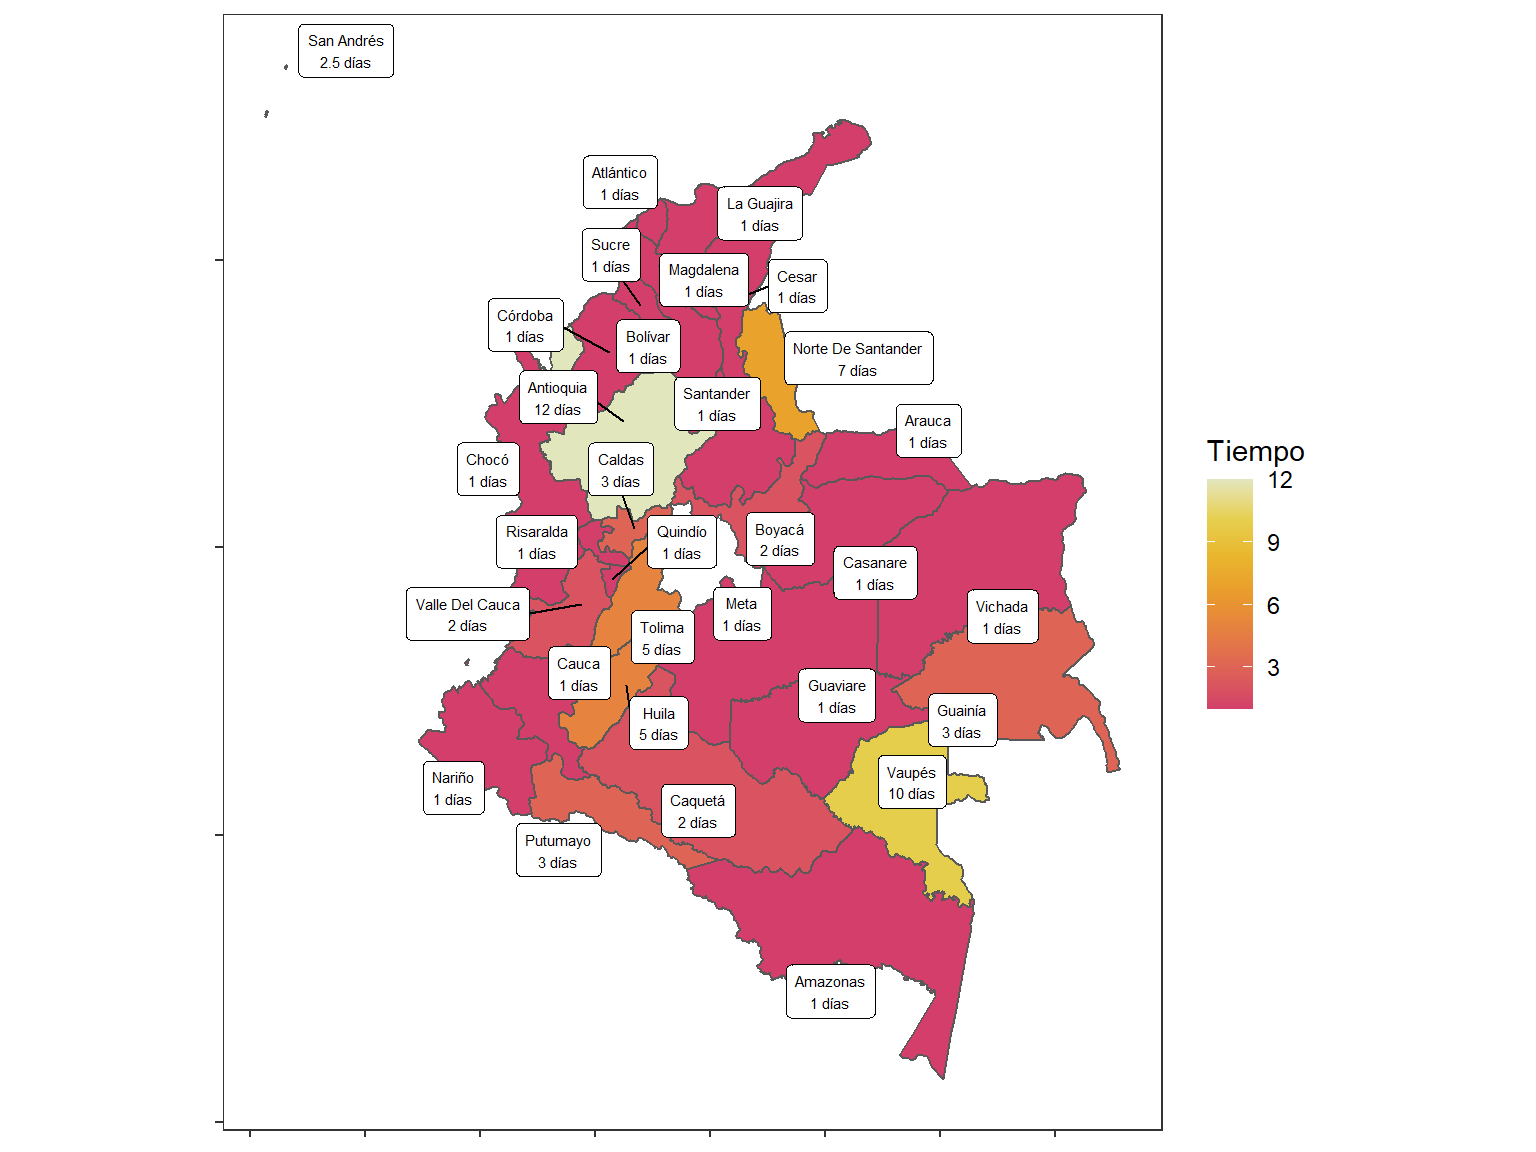 San Andrés
2.5 días
Atlántico
1 días
La Guajira
1 días
Sucre
1 días
Magdalena
1 días
Cesar
1 días
Córdoba
1 días
Bolívar
1 días
Norte De Santander
7 días
Antioquia
12 días
Santander
1 días
Arauca
1 días
Chocó
1 días
Caldas
3 días
Risaralda
1 días
Quindío
1 días
Boyacá
2 días
Casanare
1 días
Valle Del Cauca
2 días
Meta
1 días
Vichada
1 días
Tolima
5 días
Cauca
1 días
Guaviare
1 días
Huila
5 días
Guainía
3 días
Nariño
1 días
Vaupés
10 días
Caquetá
2 días
Putumayo
3 días
Amazonas
1 días
Tiempo
12
9
6
3